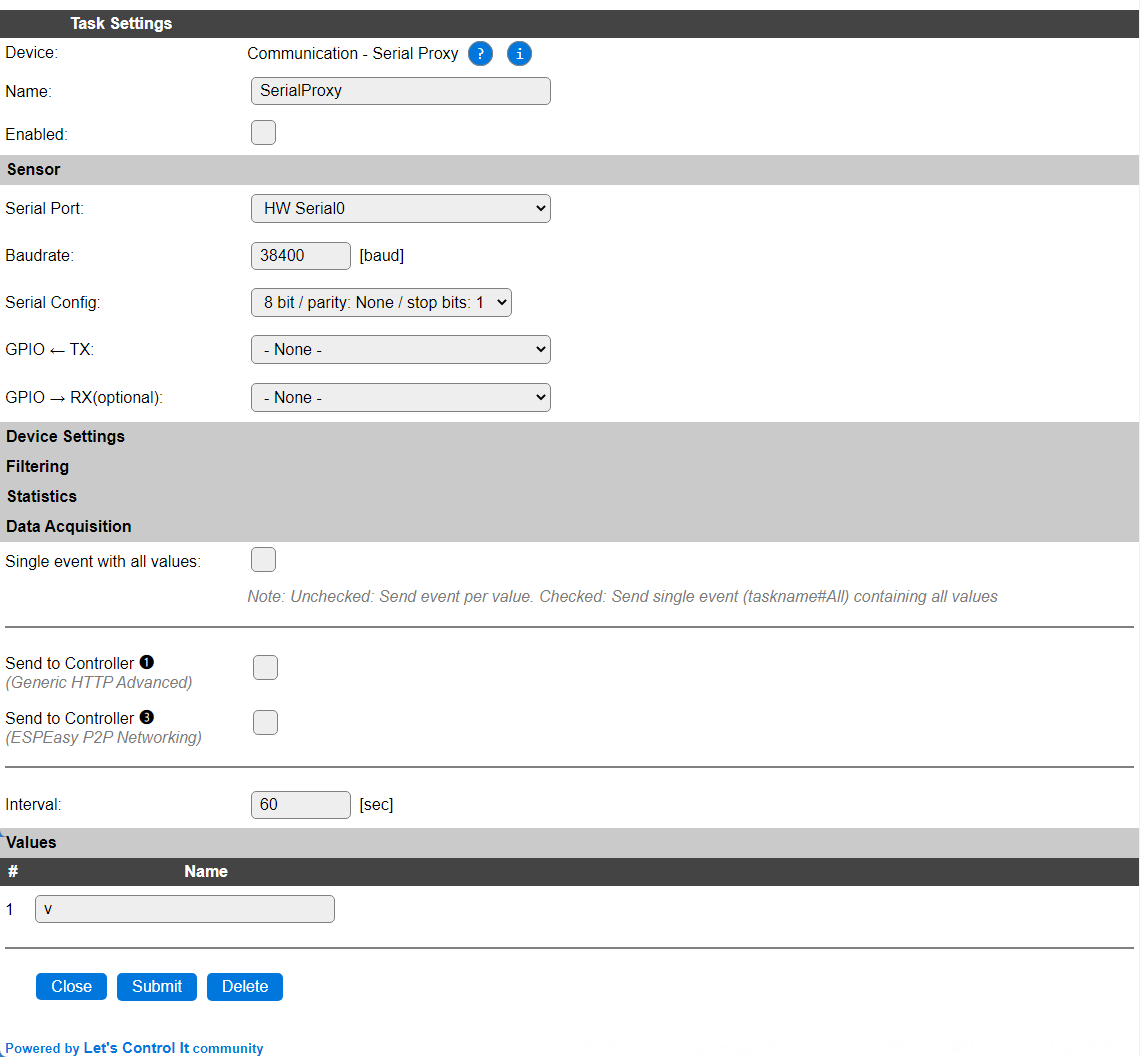 Task Settings
Device: Communication - Serial Proxy ? i
Name: SerialProxy
Enabled:
Sensor
Serial Port: HW Serial0
Baudrate: 38400 [baud]
Serial Config: 8 bit / parity: None / stop bits: 1
GPIO ← TX: - None -
GPIO → RX(optional): - None -
Device Settings
Filtering
Statistics
Data Acquisition
Single event with all values:
Note: Unchecked: Send event per value. Checked: Send single event (taskname#All) containing all values
Send to Controller ❶
(Generic HTTP Advanced)
Send to Controller ❸
(ESPEasy P2P Networking)
Interval: 60 [sec]
Values
# Name
1 v
Close Submit Delete
Powered by Let's Control It community